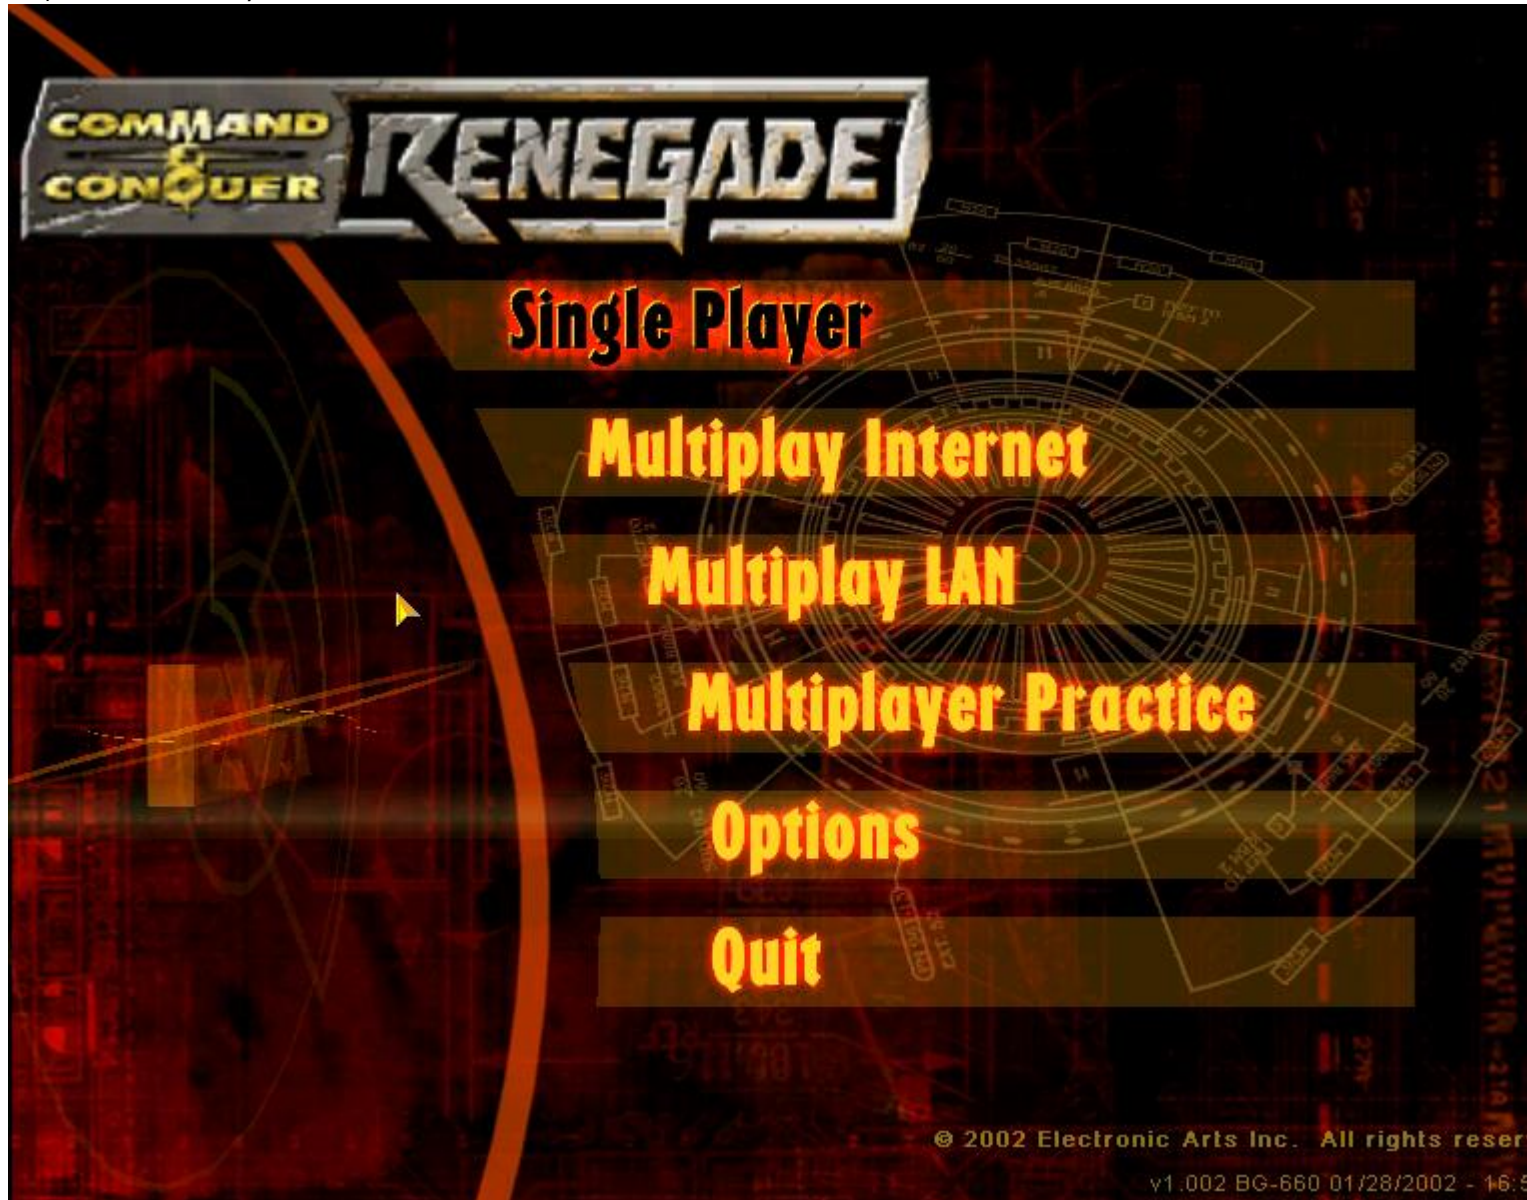 COMMAND
&
CONQUER
RENEGADE
Single Player
Multiplay Internet
Multiplay LAN
Multiplayer Practice
Options
Quit
© 2002 Electronic Arts Inc. All rights reser
v1.002 BG-660 01/28/2002 - 16:5